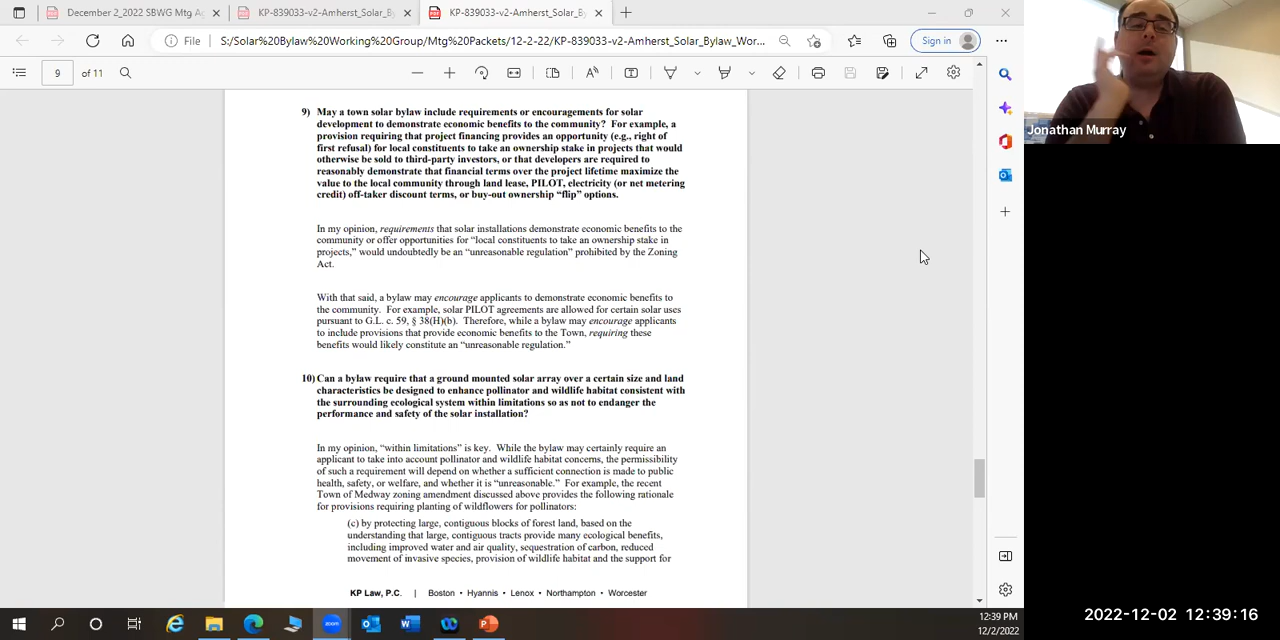 December 2_2022 SBWG Mtg Ag
KP-839033-v2-Amherst_Solar_By
KP-839033-v2-Amherst_Solar_By
File
S:/Solar%20Bylaw%20Working%20Group/Mtg%20Packets/12-2-22/KP-839033-v2-Amherst_Solar_Bylaw_Wor...
Sign in
9 of 11
9) May a town solar bylaw include requirements or encouragements for solar
development to demonstrate economic benefits to the community? For example, a
provision requiring that project financing provides an opportunity (e.g., right of
first refusal) for local constituents to take an ownership stake in projects that would
otherwise be sold to third-party investors, or that developers are required to
reasonably demonstrate that financial terms over the project lifetime maximize the
value to the local community through land lease, PILOT, electricity (or net metering
credit) off-taker discount terms, or buy-out ownership “flip” options.
In my opinion, requirements that solar installations demonstrate economic benefits to the
community or offer opportunities for “local constituents to take an ownership stake in
projects,” would undoubtedly be an “unreasonable regulation” prohibited by the Zoning
Act.
With that said, a bylaw may encourage applicants to demonstrate economic benefits to
the community. For example, solar PILOT agreements are allowed for certain solar uses
pursuant to G.L. c. 59, § 38(H)(b). Therefore, while a bylaw may encourage applicants
to include provisions that provide economic benefits to the Town, requiring these
benefits would likely constitute an “unreasonable regulation.”
10) Can a bylaw require that a ground mounted solar array over a certain size and land
characteristics be designed to enhance pollinator and wildlife habitat consistent with
the surrounding ecological system within limitations so as not to endanger the
performance and safety of the solar installation?
In my opinion, “within limitations” is key. While the bylaw may certainly require an
applicant to take into account pollinator and wildlife habitat concerns, the permissibility
of such a requirement will depend on whether a sufficient connection is made to public
health, safety, or welfare, and whether it is “unreasonable.” For example, the recent
Town of Medway zoning amendment discussed above provides the following rationale
for provisions requiring planting of wildflowers for pollinators:
(c) by protecting large, contiguous blocks of forest land, based on the
understanding that large, contiguous tracts provide many ecological benefits,
including improved water and air quality, sequestration of carbon, reduced
movement of invasive species, provision of wildlife habitat and the support for
KP Law, P.C. | Boston • Hyannis • Lenox • Northampton • Worcester
Jonathan Murray
zoom
12:39 PM
12/2/2022
2022-12-02 12:39:16